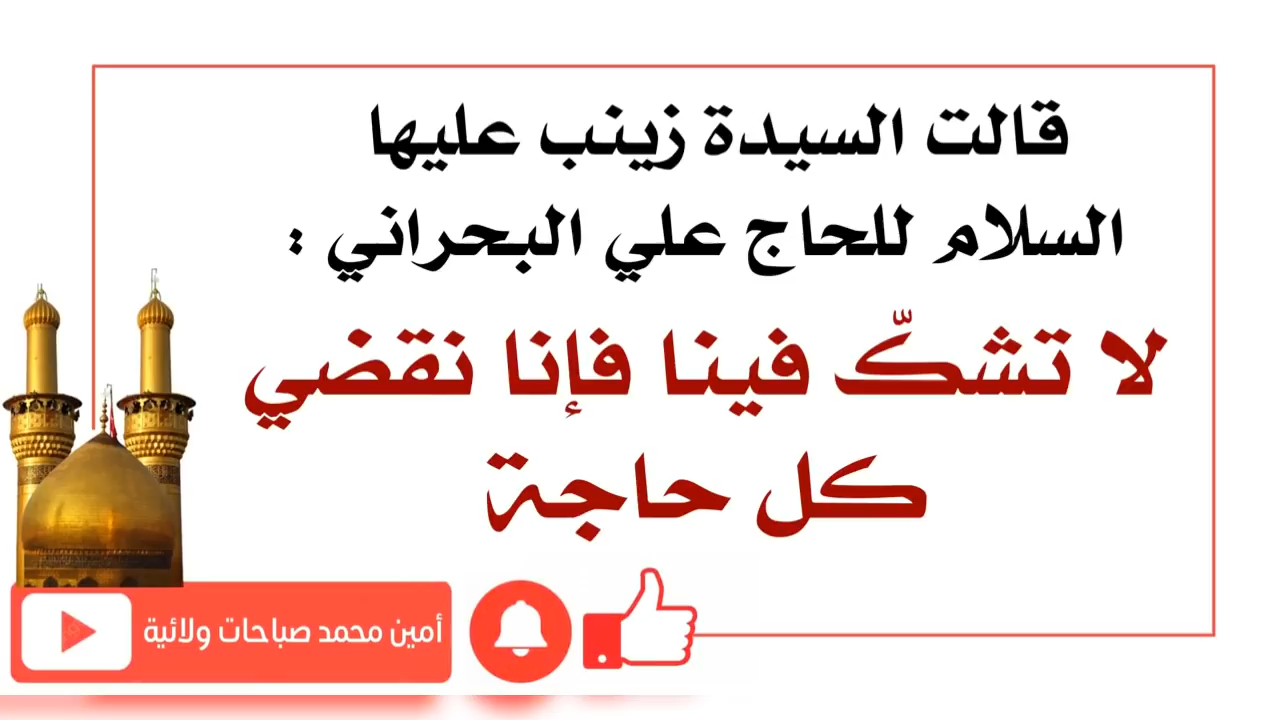 قالت السيدة زينب عليها
السلام للحاج علي البحراني :
لا تشكّ فينا فإنا نقضي
كل حاجة
أمين محمد صباحات ولائية